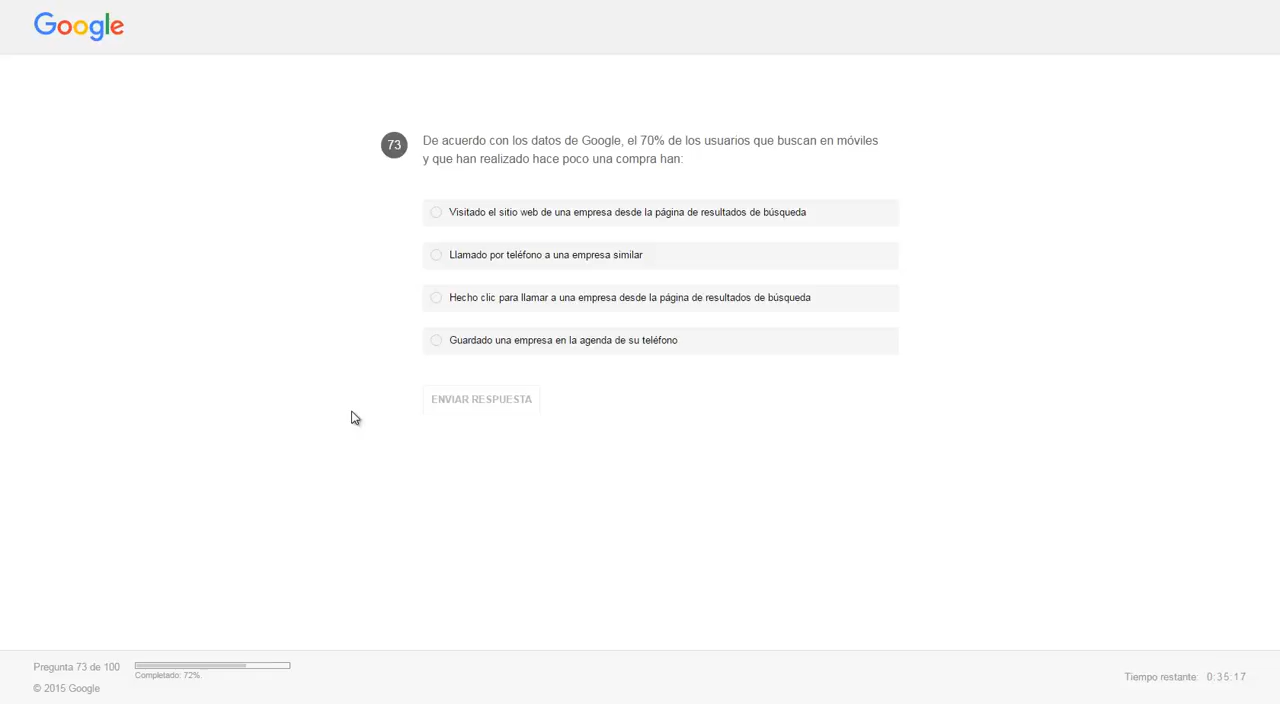 Google
73
De acuerdo con los datos de Google, el 70% de los usuarios que buscan en móviles
y que han realizado hace poco una compra han:
Visitado el sitio web de una empresa desde la página de resultados de búsqueda
Llamado por teléfono a una empresa similar
Hecho clic para llamar a una empresa desde la página de resultados de búsqueda
Guardado una empresa en la agenda de su teléfono
ENVIAR RESPUESTA
Pregunta 73 de 100
Completado: 72%.
© 2015 Google
Tiempo restante: 0:35:17